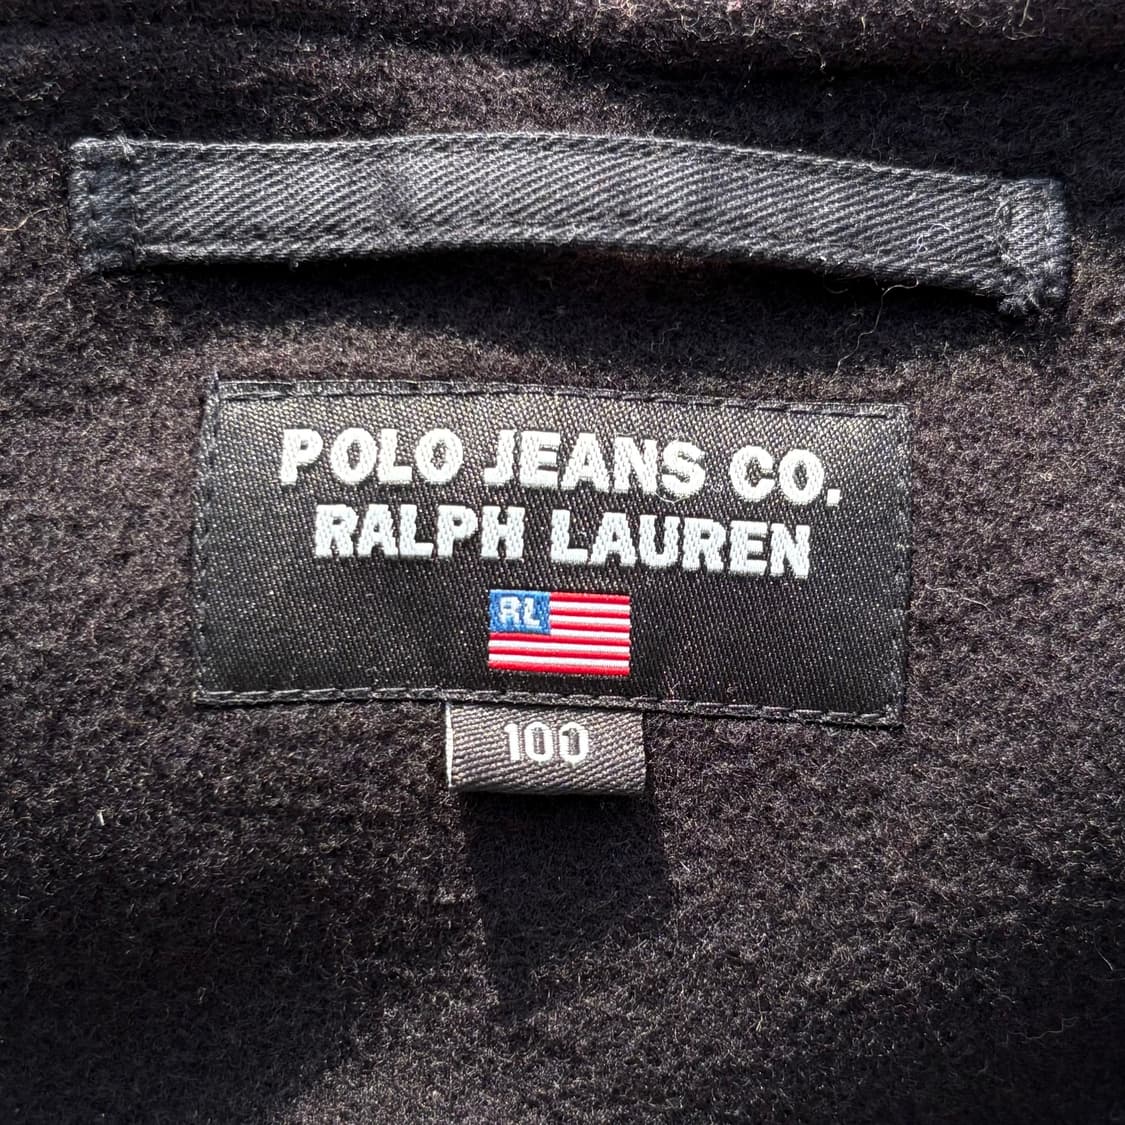 POLO JEANS CO.
RALPH LAUREN
RL
100